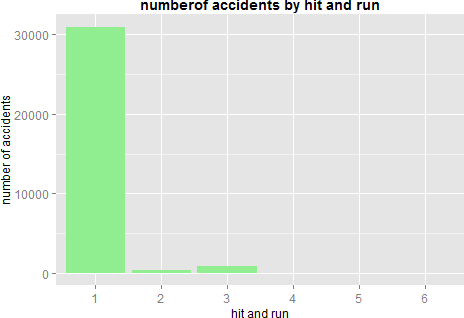 numberof accidents by hit and run
number of accidents
30000
20000
10000
0
1 2 3 4 5 6
hit and run